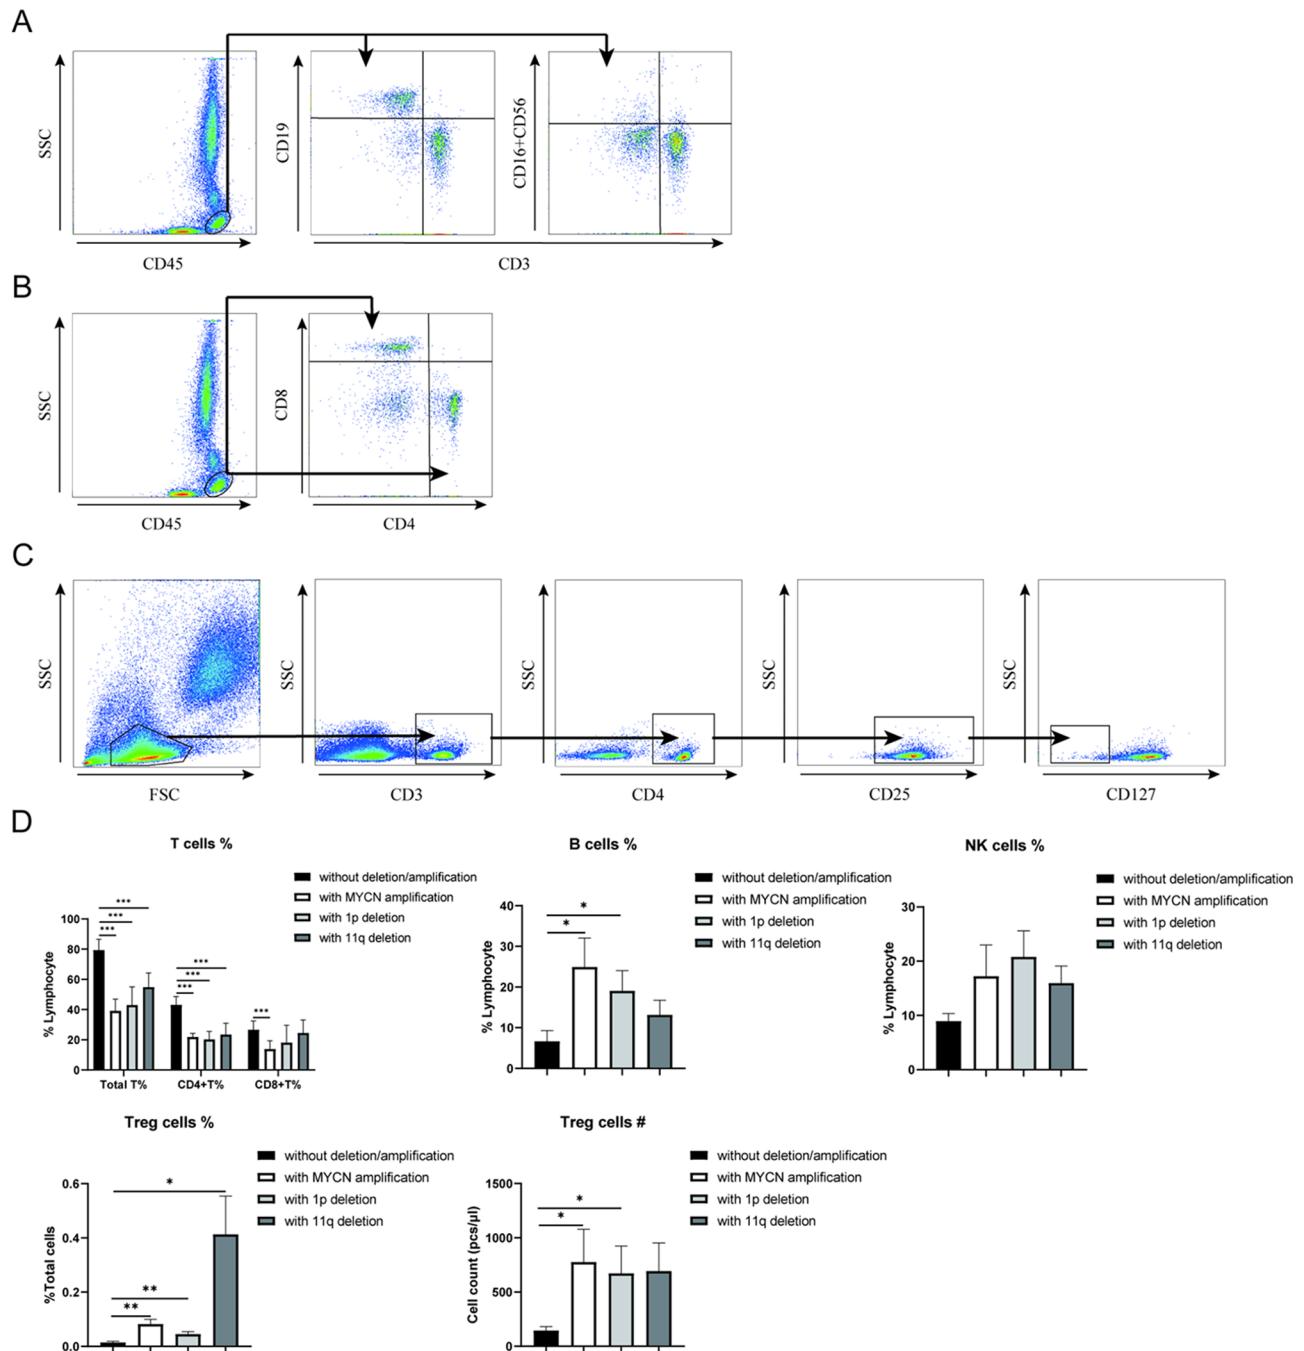 A
SSC
CD45
CD19
CD16+CD56
CD3
B
SSC
CD45
CD8
CD4
C
SSC
FSC
SSC
CD3
SSC
CD4
SSC
CD25
SSC
CD127
D
T cells %
without deletion/amplification
with MYCN amplification
with 1p deletion
with 11q deletion
% Lymphocyte
100
80
60
40
20
0
***
***
***
***
***
***
***
Total T%
CD4+T%
CD8+T%
B cells %
without deletion/amplification
with MYCN amplification
with 1p deletion
with 11q deletion
% Lymphocyte
40
30
20
10
0
*
*
NK cells %
without deletion/amplification
with MYCN amplification
with 1p deletion
with 11q deletion
% Lymphocyte
30
20
10
0
Treg cells %
without deletion/amplification
with MYCN amplification
with 1p deletion
with 11q deletion
%Total cells
0.6
0.4
0.2
0.0
*
**
**
Treg cells #
without deletion/amplification
with MYCN amplification
with 1p deletion
with 11q deletion
Cell count (pcs/μl)
1500
1000
500
0
*
*